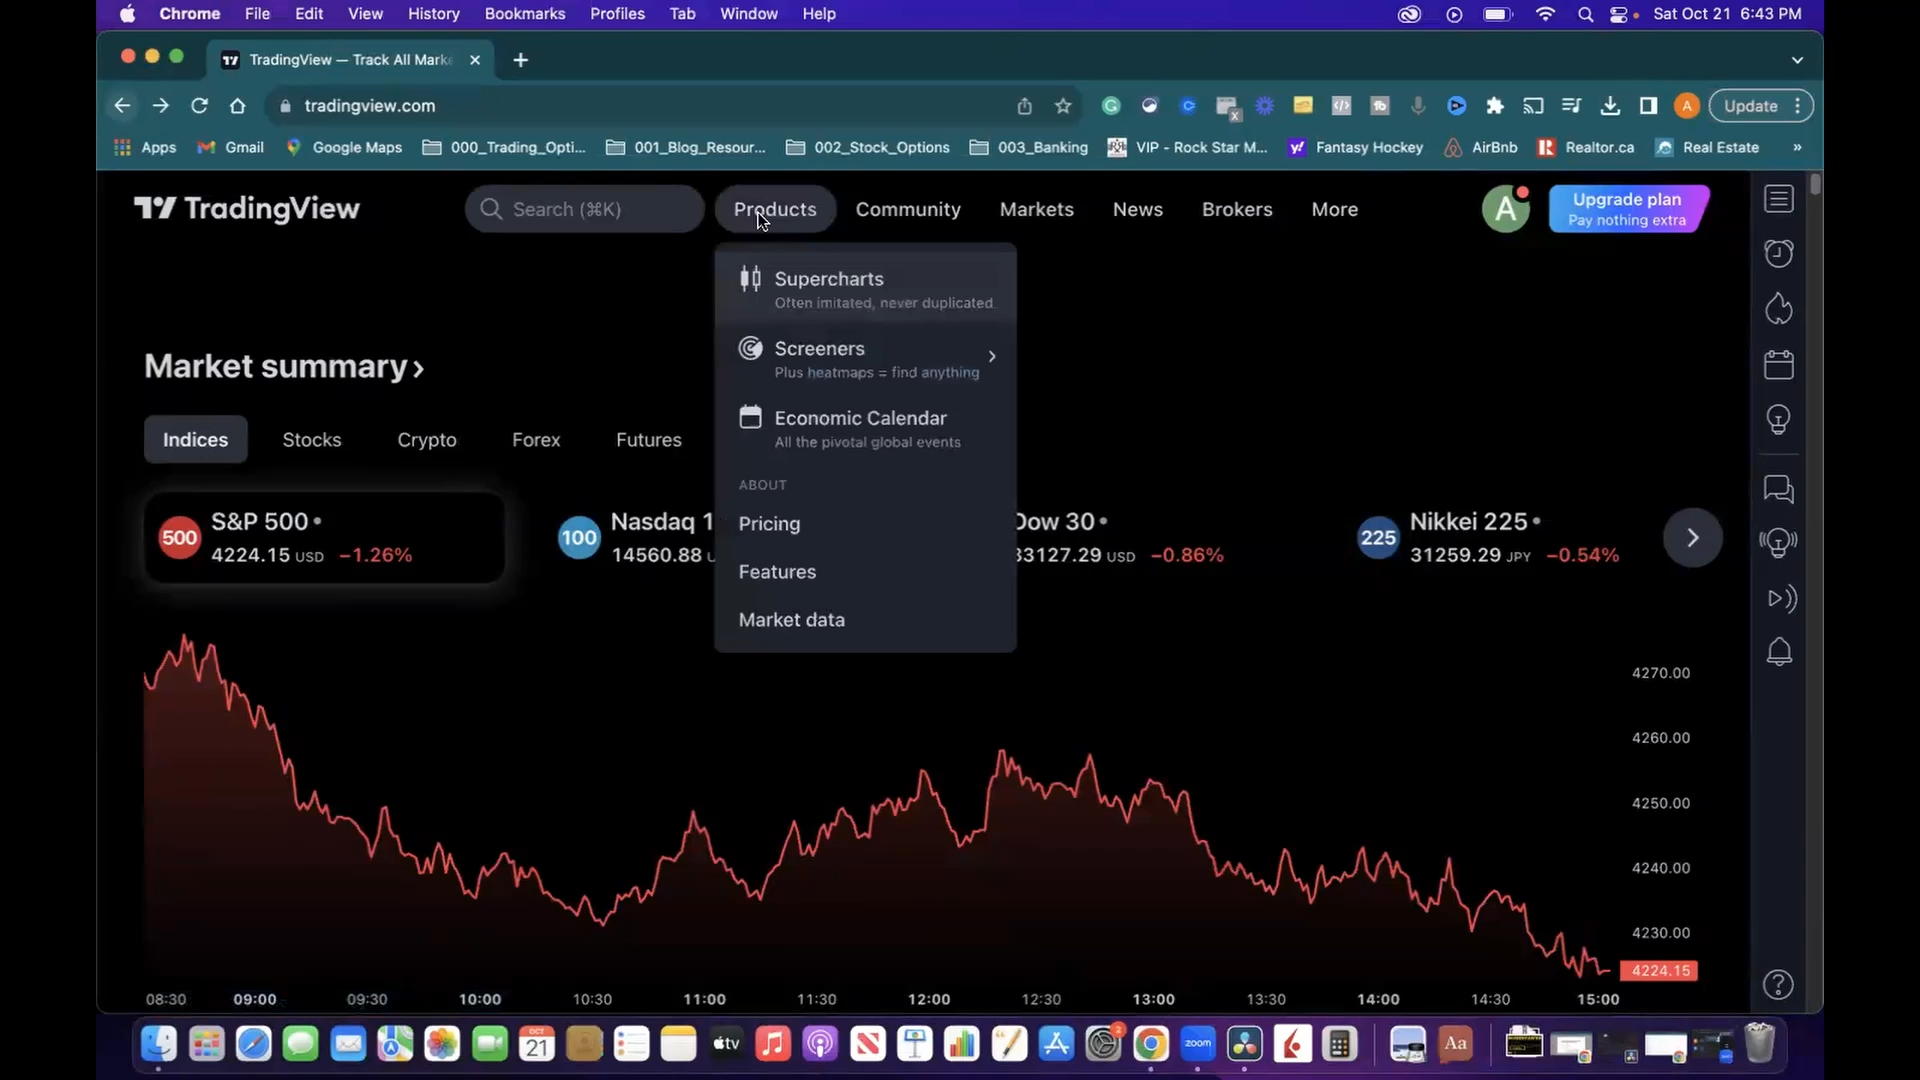 Chrome File Edit View History Bookmarks Profiles Tab Window Help Sat Oct 21 6:43 PM
TradingView — Track All Marke
tradingview.com Update
Apps Gmail Google Maps 000_Trading_Opti... 001_Blog_Resour... 002_Stock_Options 003_Banking VIP - Rock Star M... Fantasy Hockey AirBnb Realtor.ca Real Estate »
TradingView Search (⌘K) Products Community Markets News Brokers More A Upgrade plan
Pay nothing extra
Supercharts
Often imitated, never duplicated
Screeners
Plus heatmaps = find anything
Economic Calendar
All the pivotal global events
ABOUT
Pricing
Features
Market data
Market summary ›
Indices Stocks Crypto Forex Futures
500 S&P 500
4224.15 USD −1.26%
100 Nasdaq 1
14560.88 U
Dow 30
33127.29 USD −0.86%
225 Nikkei 225
31259.29 JPY −0.54%
4270.00
4260.00
4250.00
4240.00
4230.00
4224.15
08:30 09:00 09:30 10:00 10:30 11:00 11:30 12:00 12:30 13:00 13:30 14:00 14:30 15:00
OCT
21
tv
2
zoom
Aa